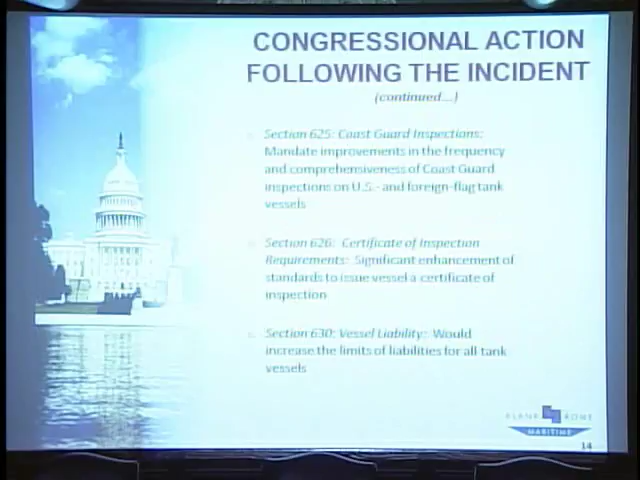 CONGRESSIONAL ACTION
FOLLOWING THE INCIDENT
(continued...)
Section 625: Coast Guard Inspections:
Mandate improvements in the frequency
and comprehensiveness of Coast Guard
inspections on U.S.- and foreign-flag tank
vessels
Section 626: Certificate of Inspection
Requirements: Significant enhancement of
standards to issue vessel a certificate of
inspection
Section 630: Vessel Liability: Would
increase the limits of liabilities for all tank
vessels
BLANK ROME
MARITIME
14